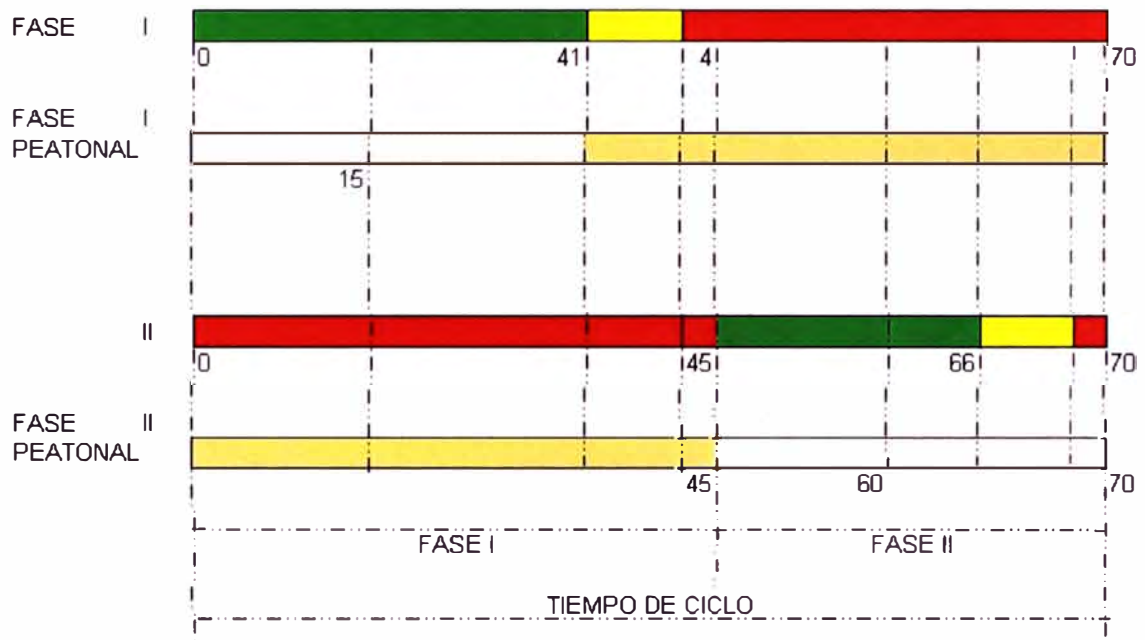 FASE I
0 41 4 70
FASE I
PEATONAL
15
II
0 45 66 70
FASE II
PEATONAL
45 60 70
FASE I FASE II
TIEMPO DE CICLO